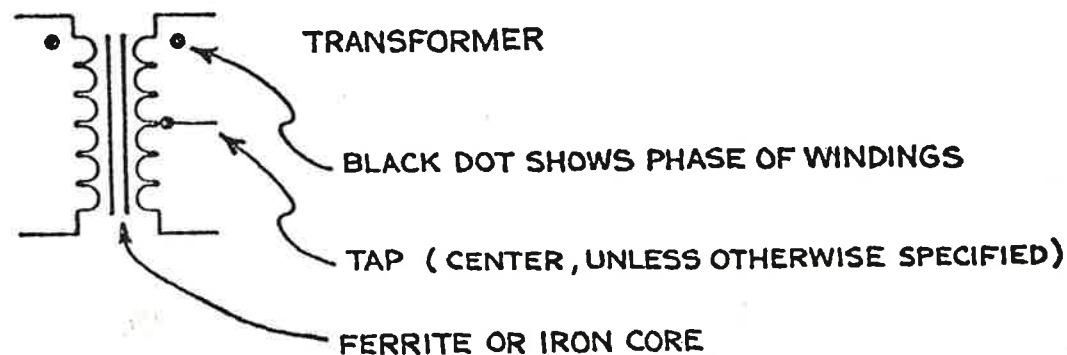 TRANSFORMER
BLACK DOT SHOWS PHASE OF WINDINGS
TAP (CENTER, UNLESS OTHERWISE SPECIFIED)
FERRITE OR IRON CORE